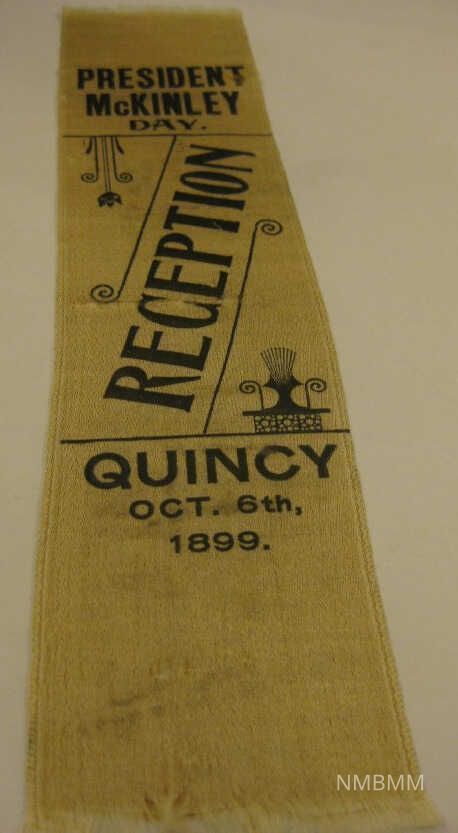 PRESIDENT
McKINLEY
DAY.
RECEPTION
QUINCY
OCT. 6th,
1899.
NMBMM